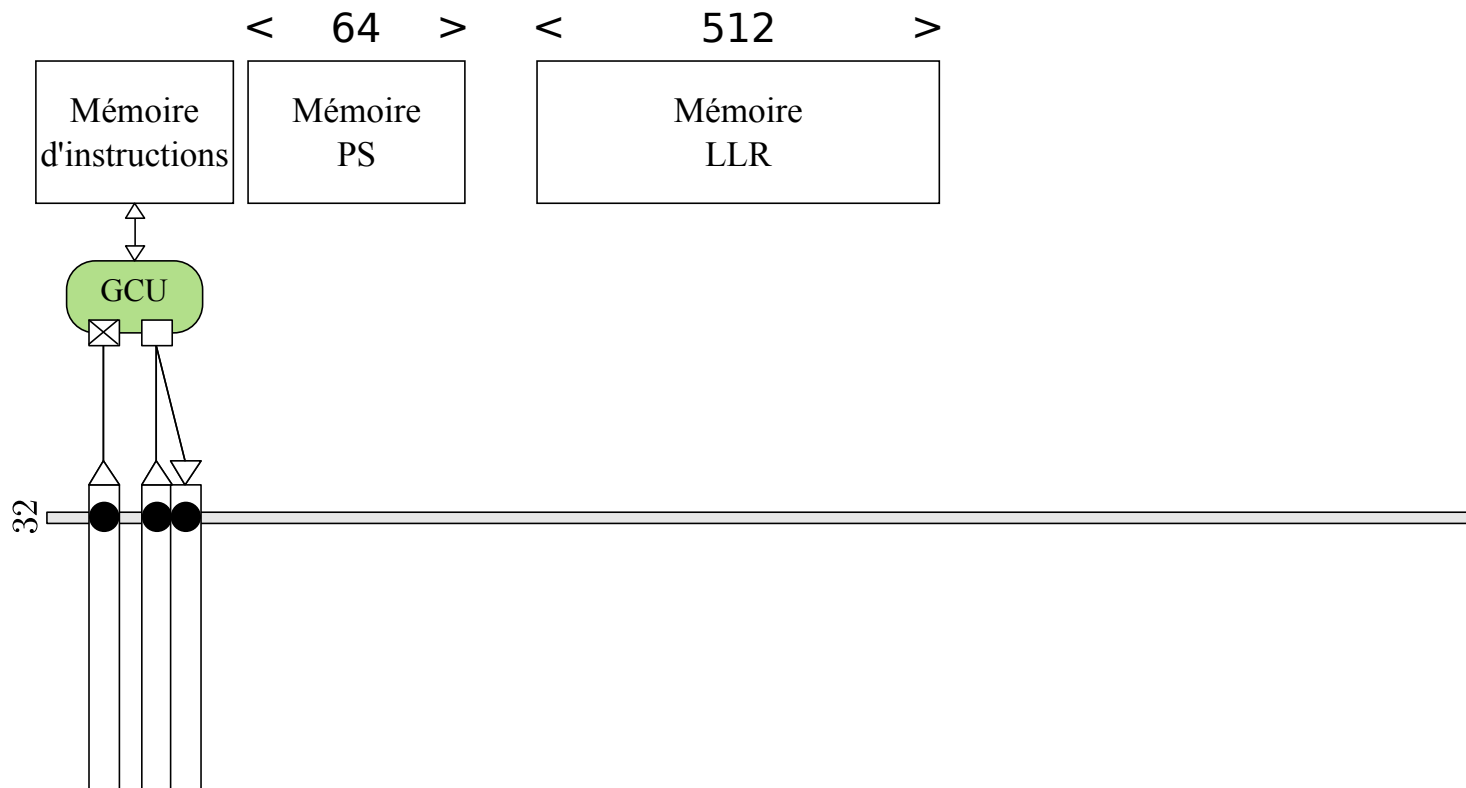 < 64 >
< 512 >
Mémoire
d'instructions
Mémoire
PS
Mémoire
LLR
GCU
32